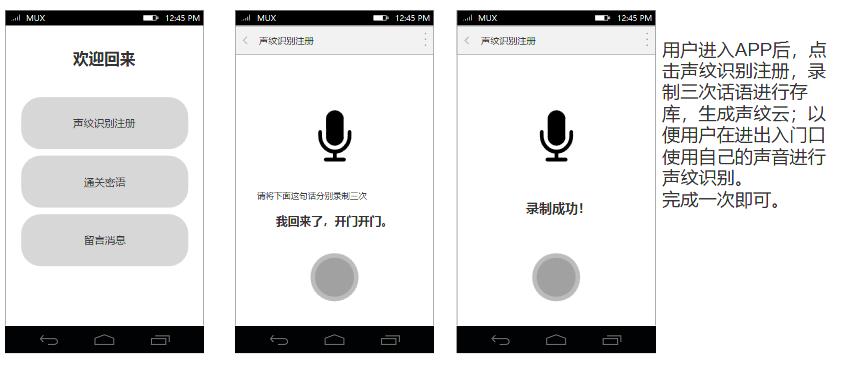 MUX 12:45 PM
欢迎回来
声纹识别注册
通关密语
留言消息
MUX 12:45 PM
声纹识别注册
请将下面这句话分别录制三次
我回来了，开门开门。
MUX 12:45 PM
声纹识别注册
录制成功！
用户进入APP后，点
击声纹识别注册，录
制三次话语进行存
库，生成声纹云；以
便用户在进出入门口
使用自己的声音进行
声纹识别。
完成一次即可。